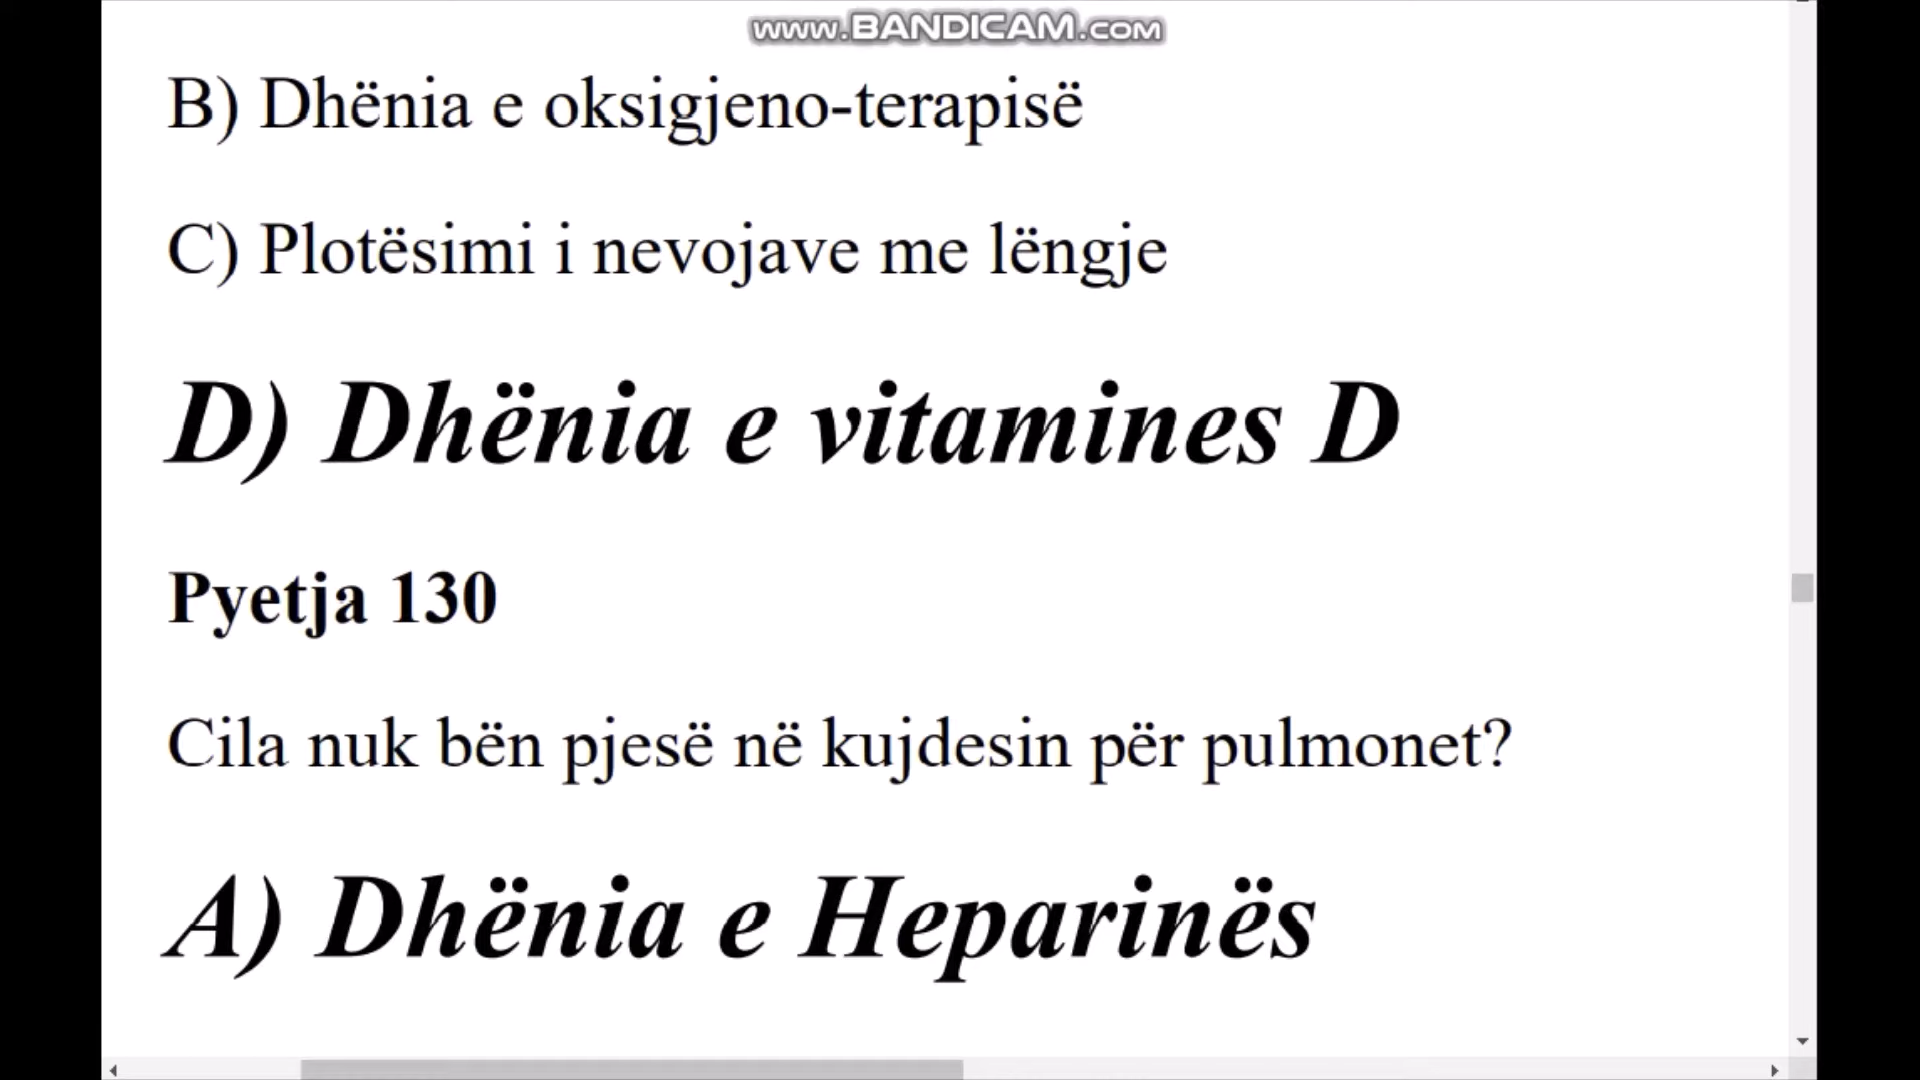 www.BANDICAM.com
B) Dhënia e oksigjeno-terapisë
C) Plotësimi i nevojave me lëngje
D) Dhënia e vitamines D
Pyetja 130
Cila nuk bën pjesë në kujdesin për pulmonet?
A) Dhënia e Heparinës